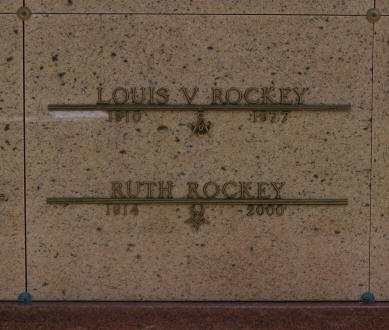 LOUIS V ROCKEY
1910 1977
RUTH ROCKEY
1914 2000